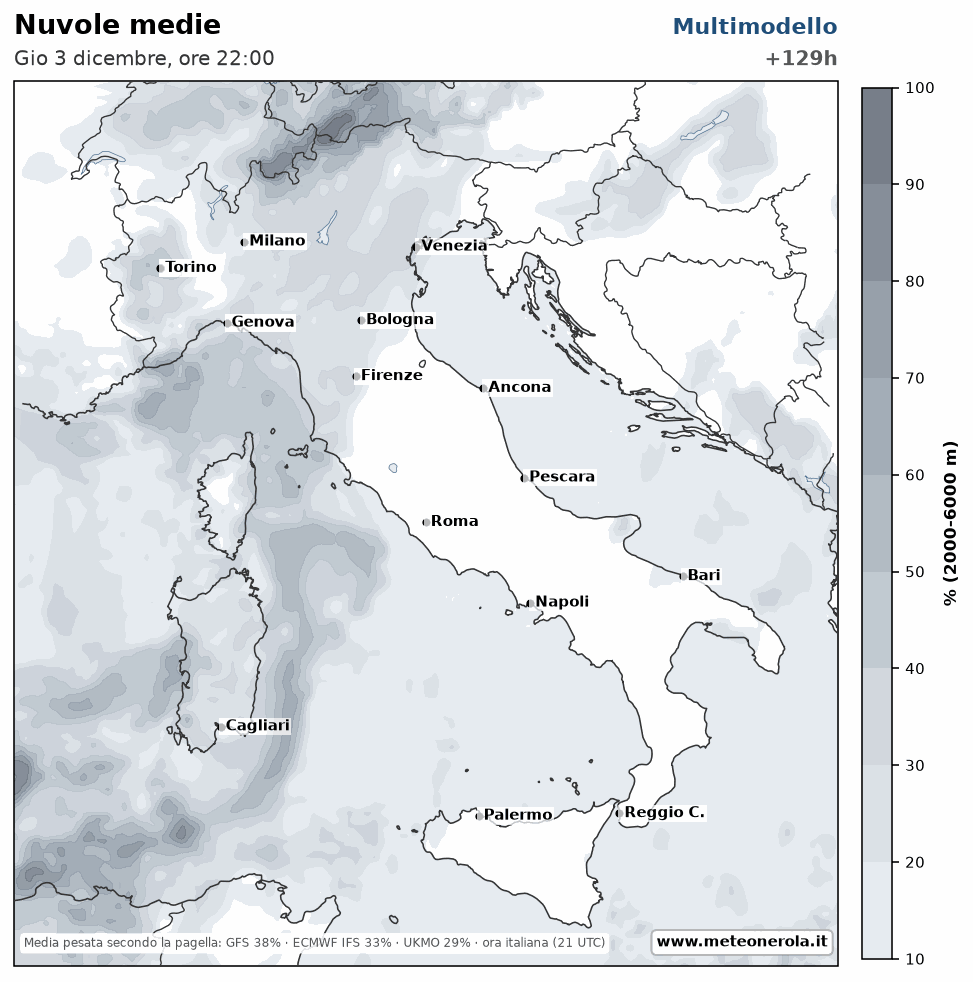 Nuvole medie
Multimodello
Gio 3 dicembre, ore 22:00
+129h
Milano
Venezia
Torino
Genova
Bologna
Firenze
Ancona
Pescara
Roma
Bari
Napoli
Cagliari
Palermo
Reggio C.
Media pesata secondo la pagella: GFS 38% · ECMWF IFS 33% · UKMO 29% · ora italiana (21 UTC)
www.meteonerola.it
100
90
80
70
60
50
40
30
20
10
% (2000-6000 m)